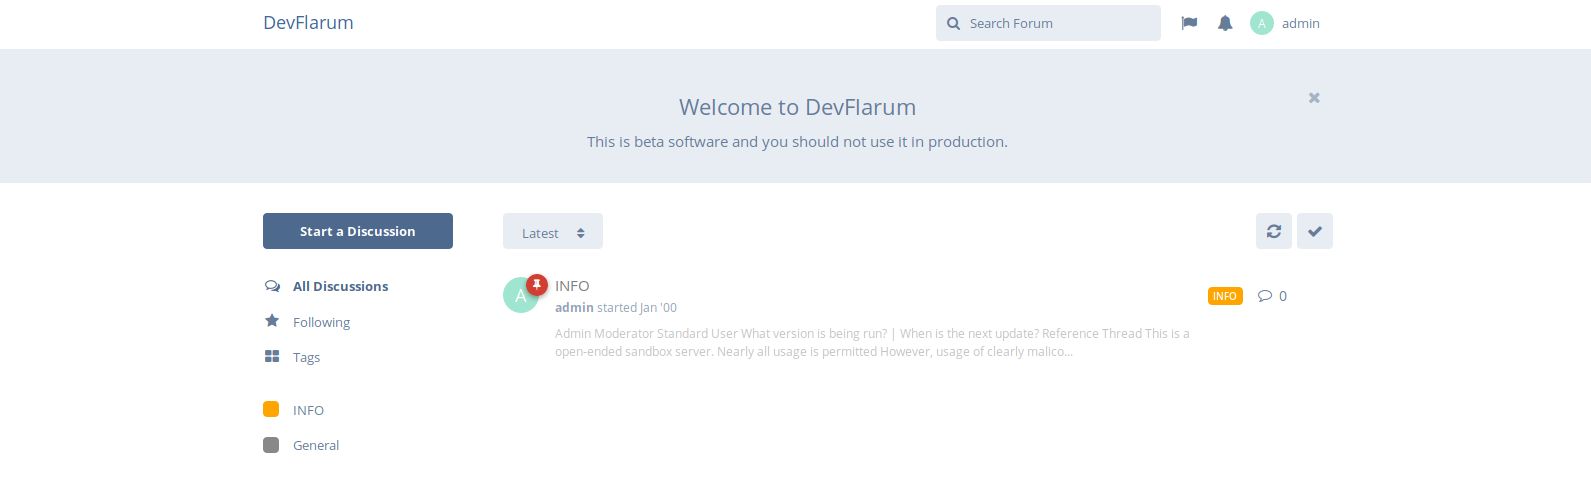 DevFlarum
Search Forum
A admin
Welcome to DevFlarum
This is beta software and you should not use it in production.
Start a Discussion
Latest
All Discussions
Following
Tags
INFO
General
A
INFO
admin started Jan '00
Admin Moderator Standard User What version is being run? | When is the next update? Reference Thread This is a
open-ended sandbox server. Nearly all usage is permitted However, usage of clearly malico...
INFO
0